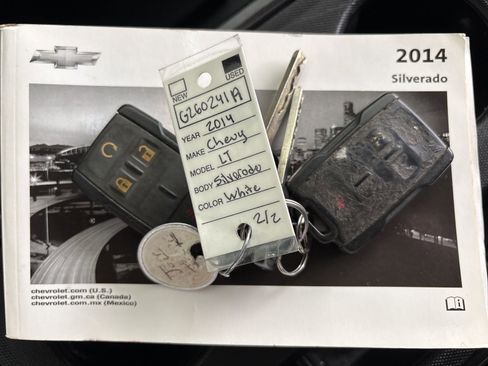 2014
Silverado
NEW
USED
G260241A
YEAR 2014
MAKE Chevy
MODEL LT
BODY Silverado
COLOR White
2/2
chevrolet.com (U.S.)
chevrolet.gm.ca (Canada)
chevrolet.com.mx (Mexico)